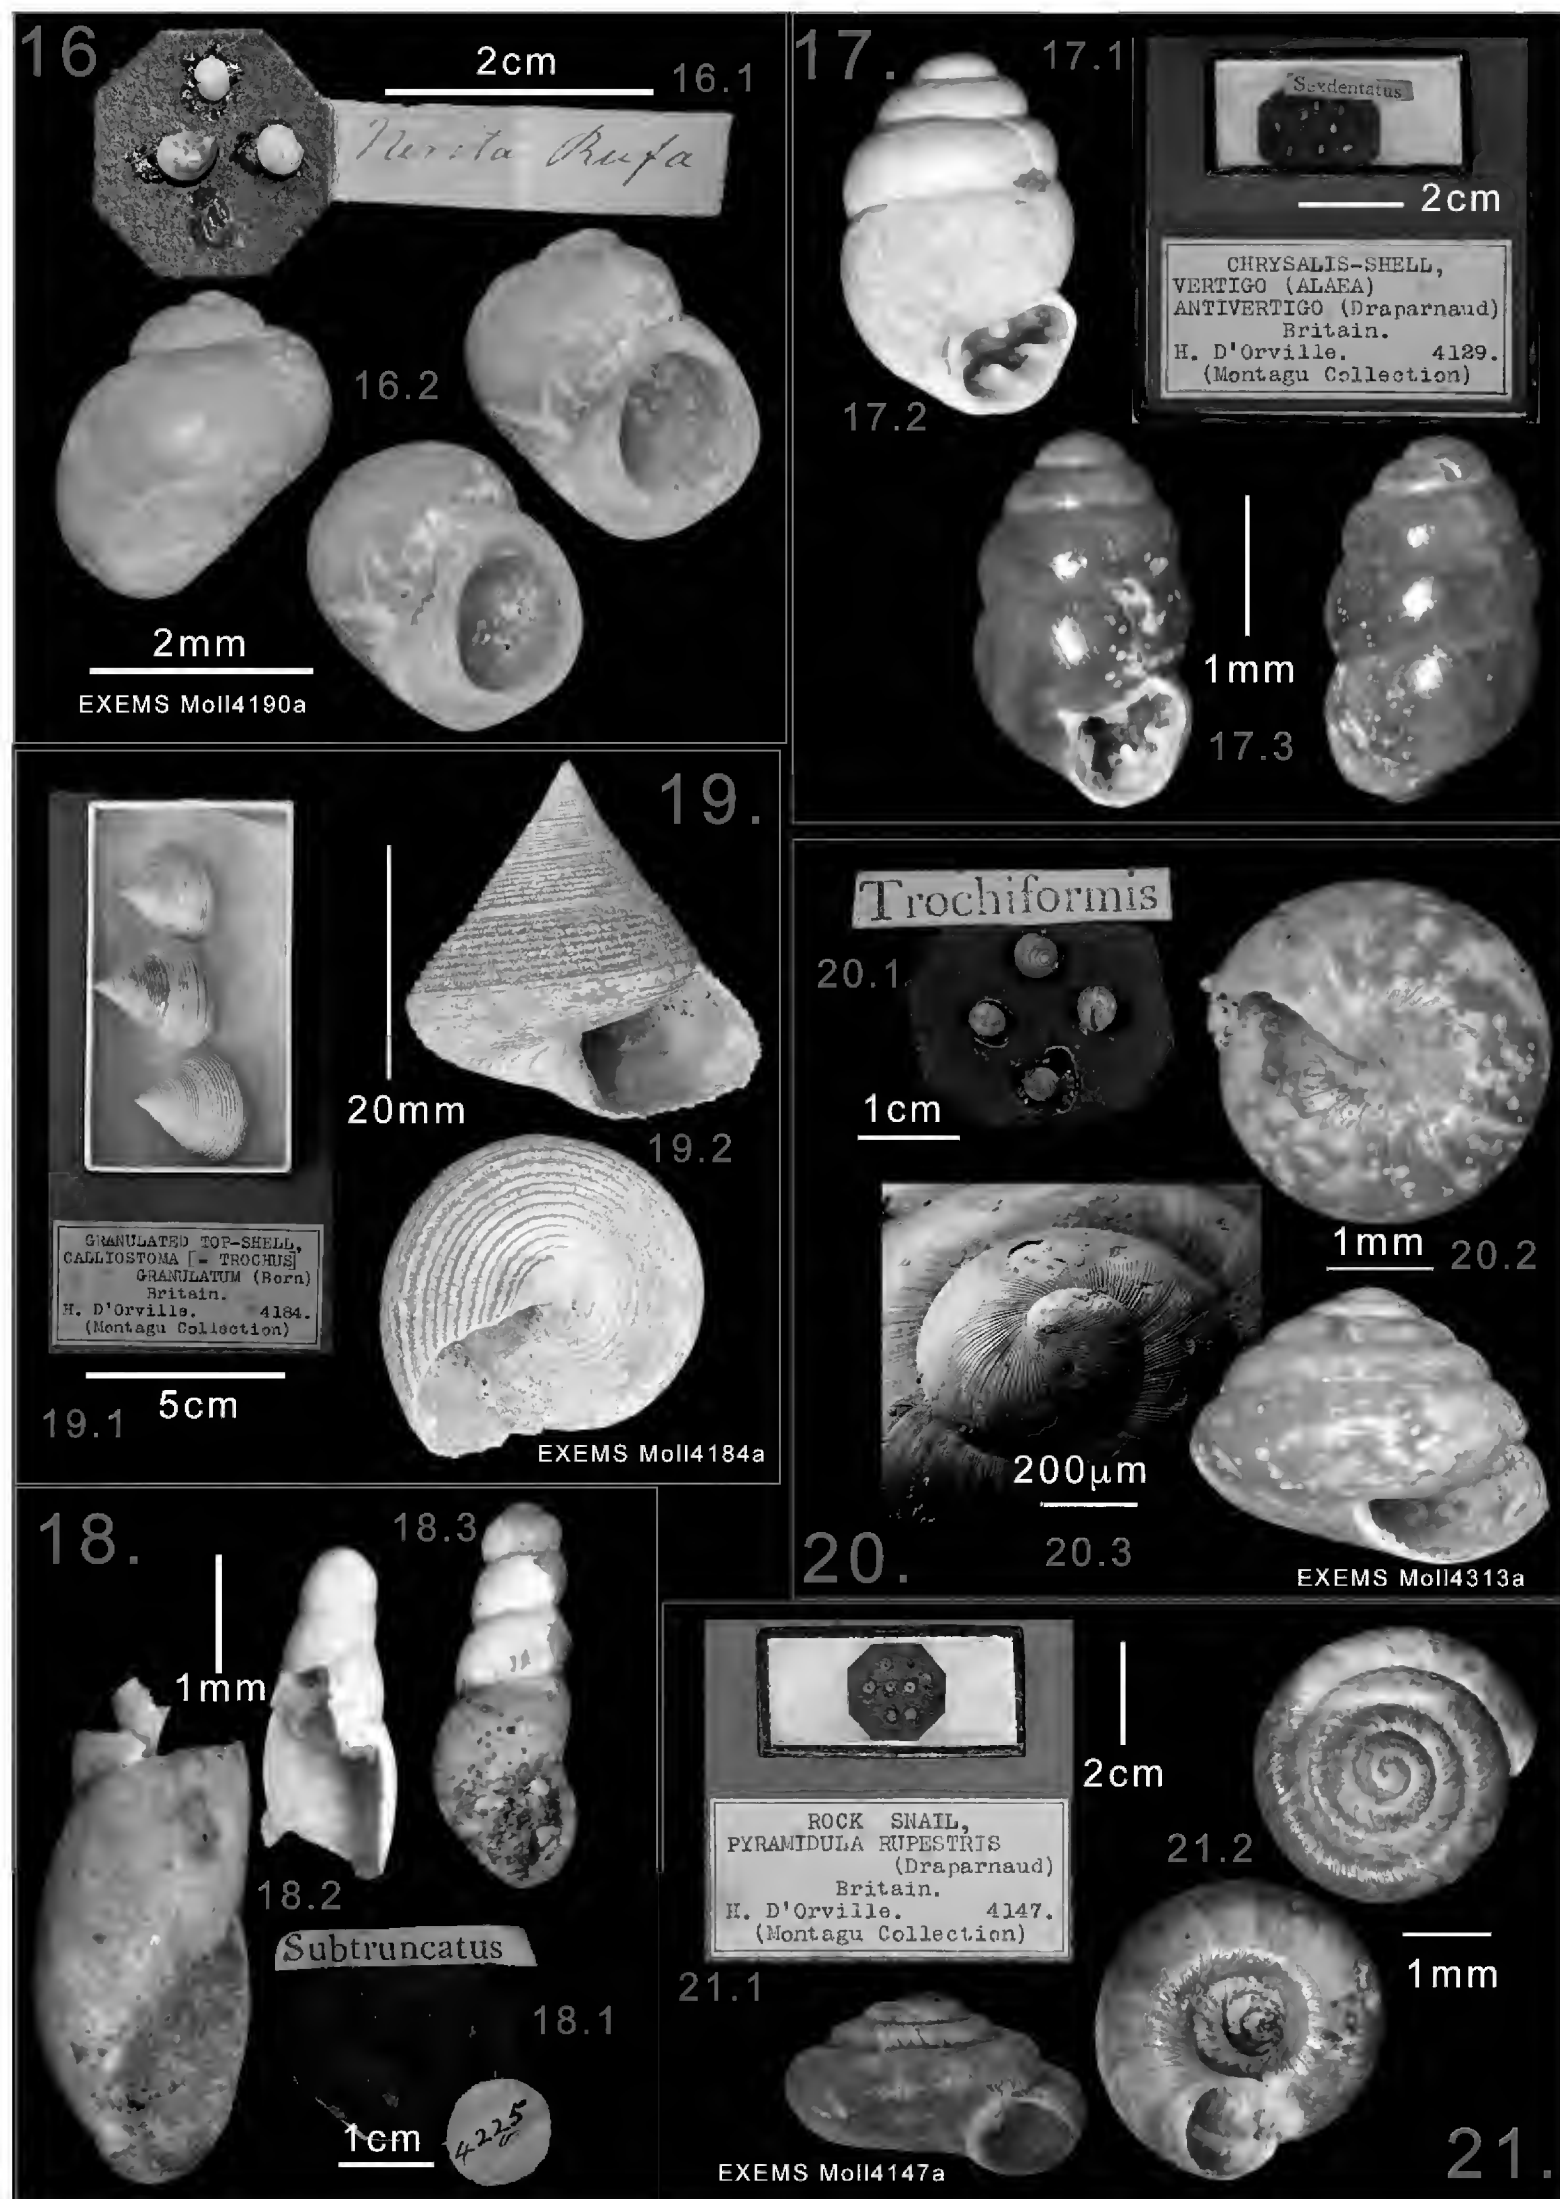 16
2cm
16.1
Nerita Rufa
16.2
2mm
EXEMS Moll4190a
17.
17.1
Sexdentatus
2cm
CHRYSALIS-SHELL,
VERTIGO (ALAEA)
ANTIVERTIGO (Draparnaud)
Britain.
H. D'Orville. 4129.
(Montagu Collection)
17.2
1mm
17.3
19.
20mm
19.2
GRANULATED TOP-SHELL,
CALLIOSTOMA [= TROCHUS]
GRANULATUM (Born)
Britain.
H. D'Orville. 4184.
(Montagu Collection)
5cm
19.1
EXEMS Moll4184a
Trochiformis
20.1
1cm
1mm
20.2
200µm
20.3
20.
EXEMS Moll4313a
18.
18.3
1mm
18.2
Subtruncatus
18.1
1cm
4225
2cm
ROCK SNAIL,
PYRAMIDULA RUPESTRIS
(Draparnaud)
Britain.
H. D'Orville. 4147.
(Montagu Collection)
21.2
1mm
21.1
EXEMS Moll4147a
21.